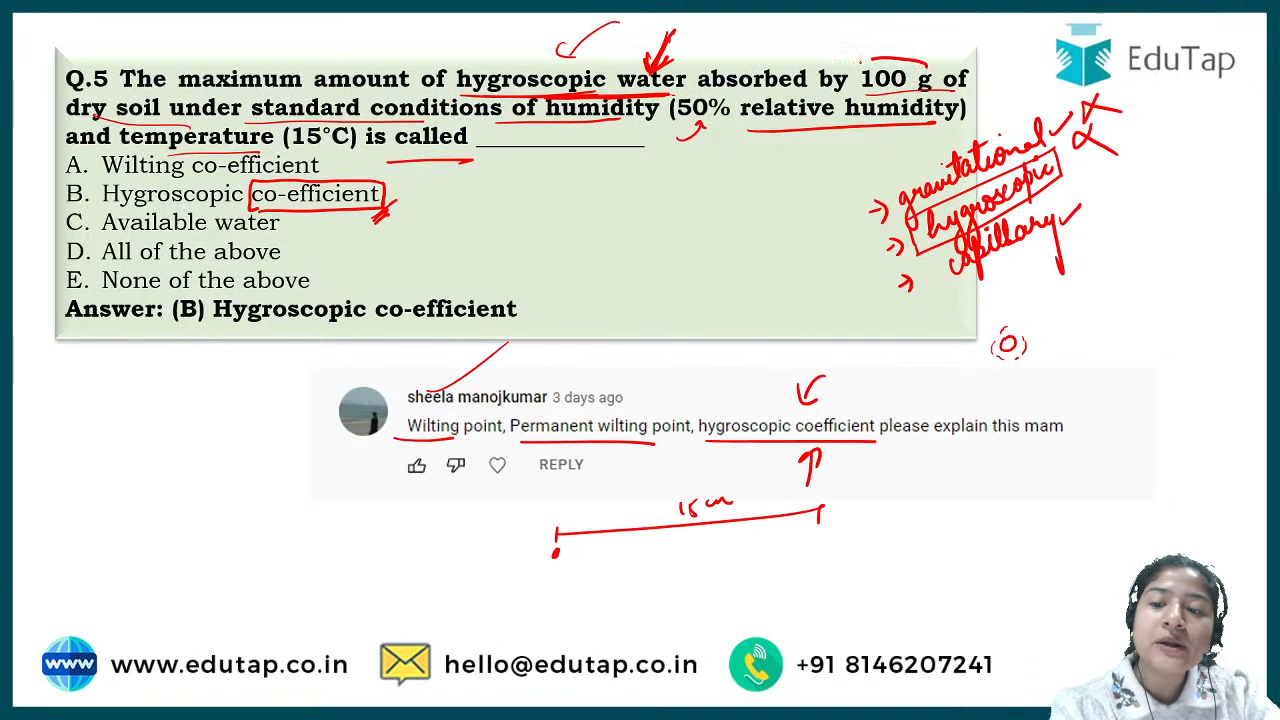 EduTap
Q.5 The maximum amount of hygroscopic water absorbed by 100 g of
dry soil under standard conditions of humidity (50% relative humidity)
and temperature (15°C) is called ______________
A. Wilting co-efficient
B. Hygroscopic co-efficient
C. Available water
D. All of the above
E. None of the above
Answer: (B) Hygroscopic co-efficient
gravitational
hygroscopic
capillary
sheela manojkumar 3 days ago
Wilting point, Permanent wilting point, hygroscopic coefficient please explain this mam
REPLY
15 cm
www www.edutap.co.in hello@edutap.co.in +91 8146207241